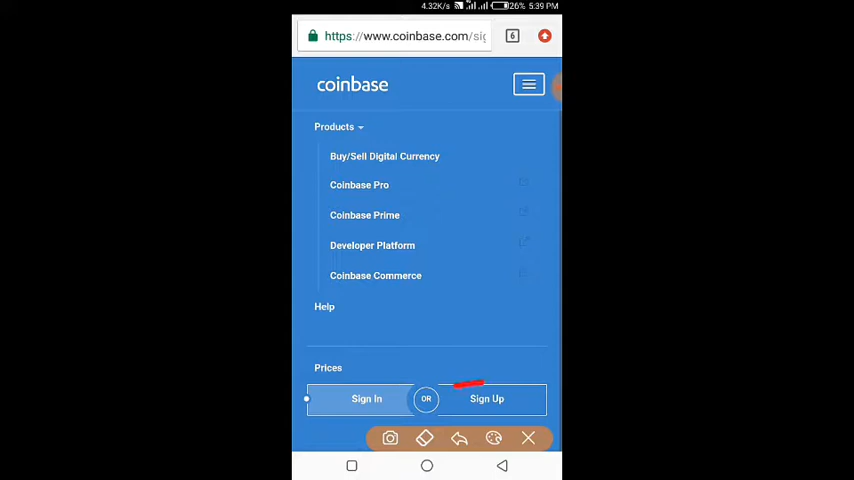 4.32K/s 26% 5:39 PM
https://www.coinbase.com/sig 6
coinbase
Products
Buy/Sell Digital Currency
Coinbase Pro
Coinbase Prime
Developer Platform
Coinbase Commerce
Help
Prices
Sign In OR Sign Up